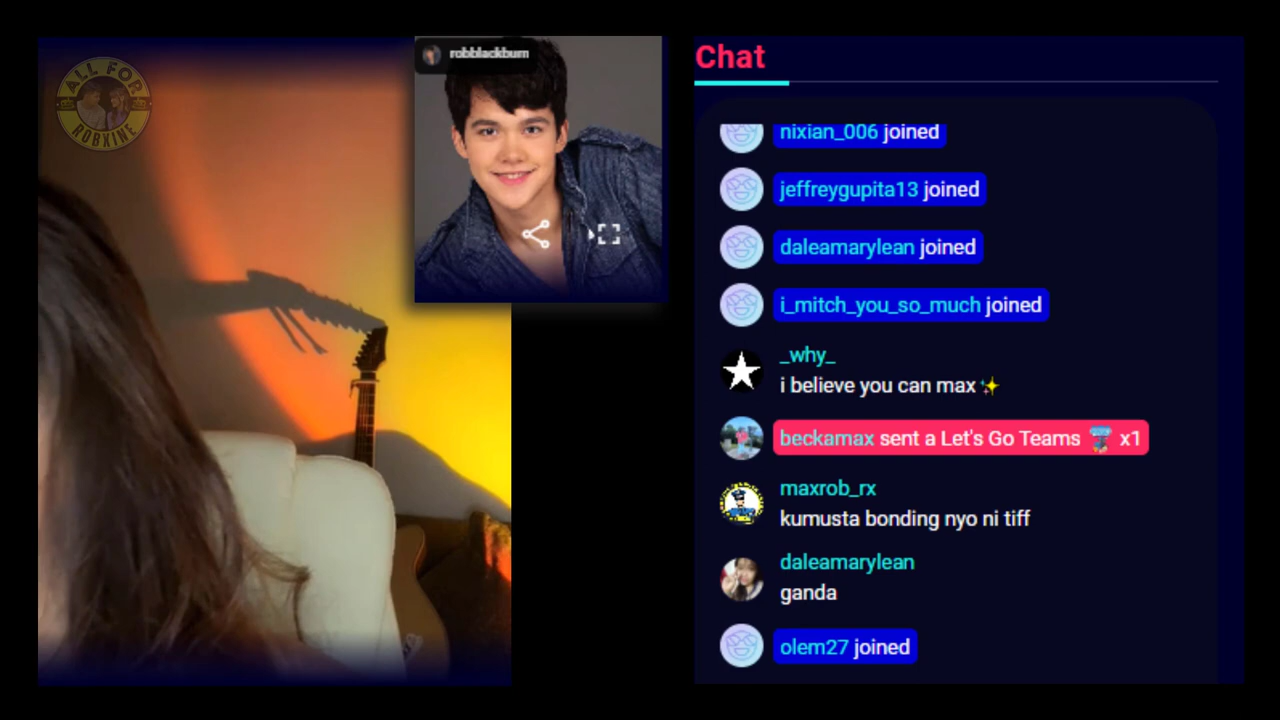 ALL FOR
ROBXINE
robblackburn
Chat
nixian_006 joined
jeffreygupita13 joined
daleamarylean joined
i_mitch_you_so_much joined
_why_
i believe you can max✨
beckamax sent a Let's Go Teams x1
maxrob_rx
kumusta bonding nyo ni tiff
daleamarylean
ganda
olem27 joined